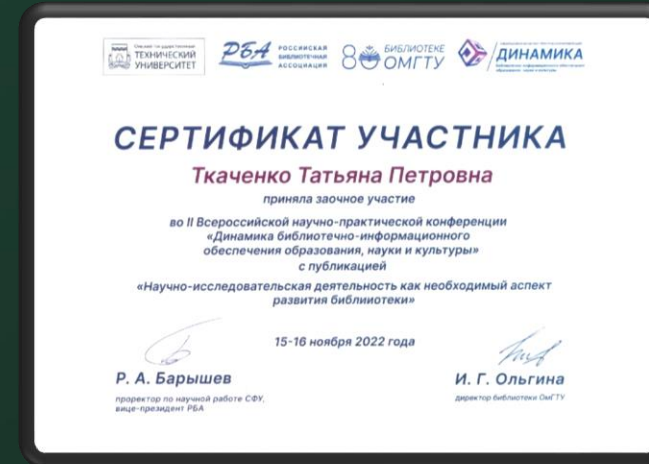 ТЕХНИЧЕСКИЙ
УНИВЕРСИТЕТ
РБА
РОССИЙСКАЯ
БИБЛИОТЕЧНАЯ
АССОЦИАЦИЯ
80
БИБЛИОТЕКЕ
ОМГТУ
ДИНАМИКА
СЕРТИФИКАТ УЧАСТНИКА
Ткаченко Татьяна Петровна
приняла заочное участие
во II Всероссийской научно-практической конференции
«Динамика библиотечно-информационного
обеспечения образования, науки и культуры»
с публикацией
«Научно-исследовательская деятельность как необходимый аспект
развития библииотеки»
15-16 ноября 2022 года
Р. А. Барышев
проректор по научной работе СФУ,
вице-президент РБА
И. Г. Ольгина
директор библиотеки ОмГТУ